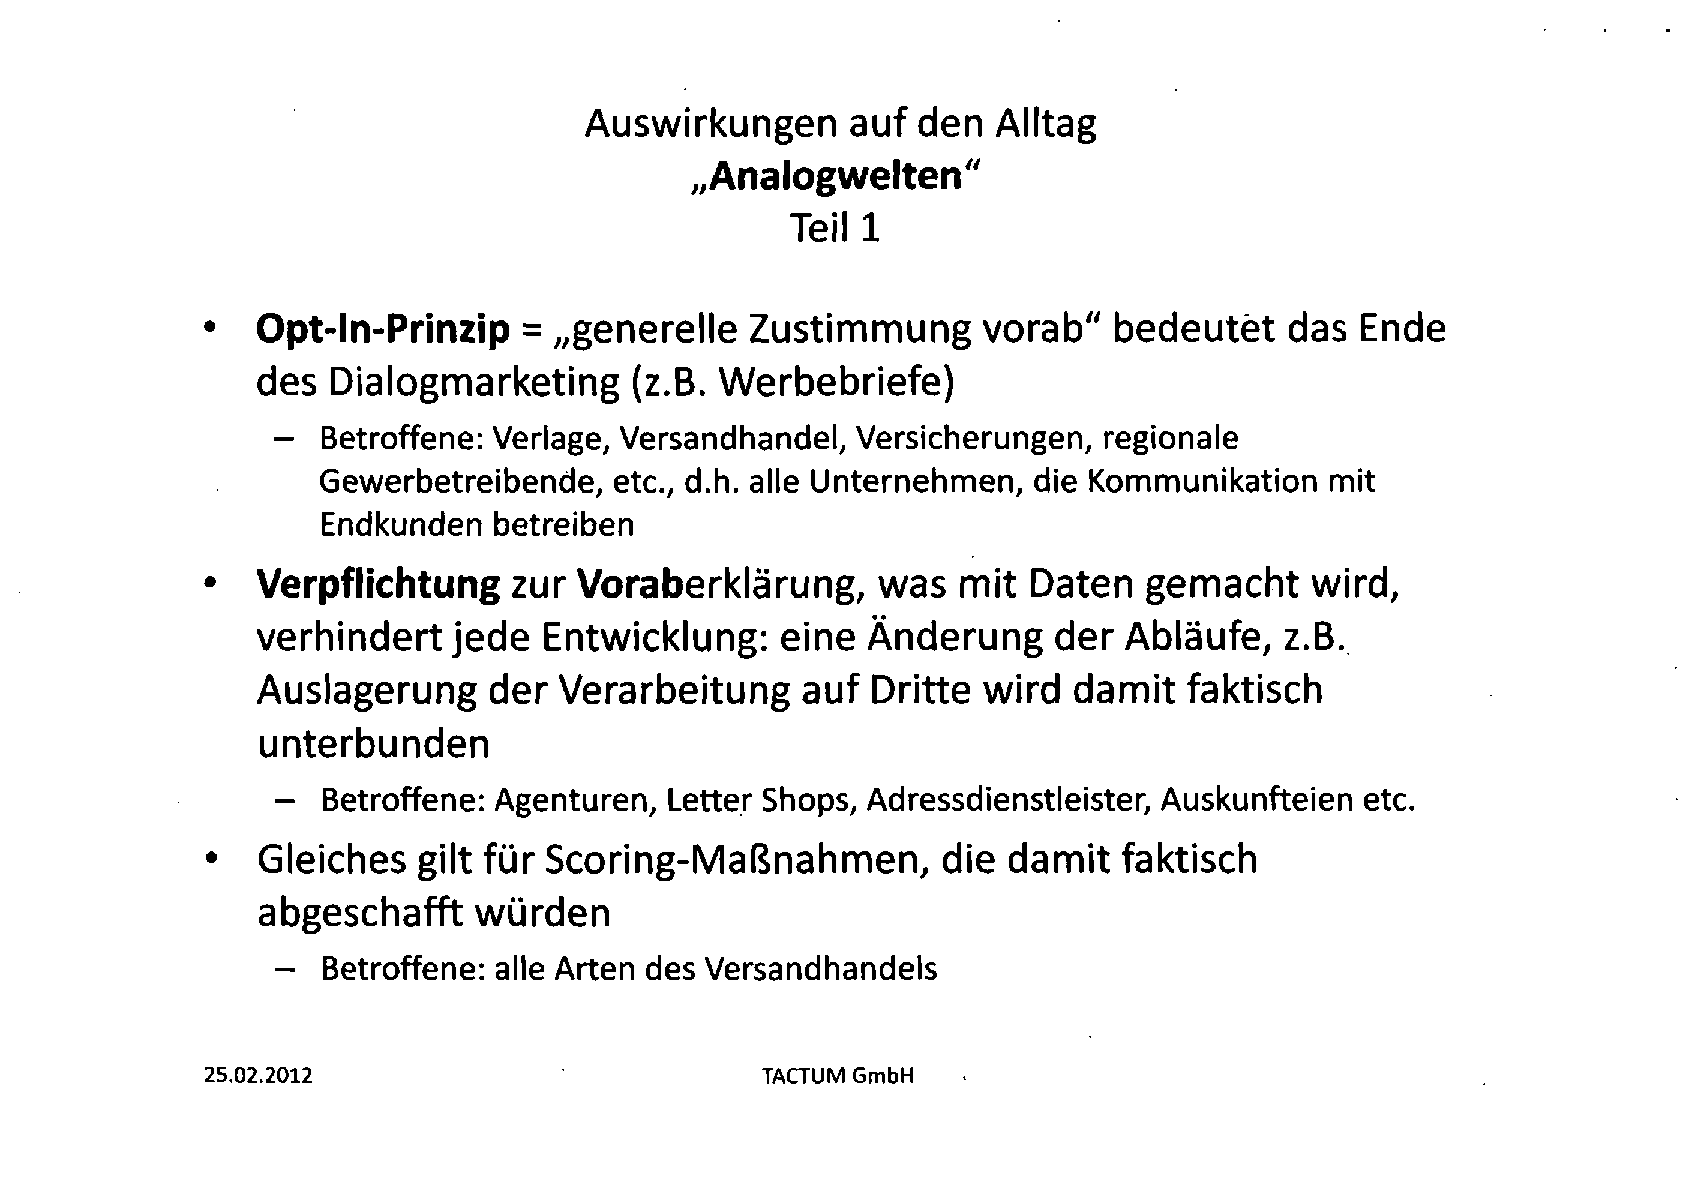 Auswirkungen auf den Alltag
„Analogwelten“
Teil 1
• Opt-In-Prinzip = „generelle Zustimmung vorab“ bedeutet das Ende
des Dialogmarketing (z.B. Werbebriefe)
– Betroffene: Verlage, Versandhandel, Versicherungen, regionale
Gewerbetreibende, etc., d.h. alle Unternehmen, die Kommunikation mit
Endkunden betreiben
• Verpflichtung zur Voraberklärung, was mit Daten gemacht wird,
verhindert jede Entwicklung: eine Änderung der Abläufe, z.B.
Auslagerung der Verarbeitung auf Dritte wird damit faktisch
unterbunden
– Betroffene: Agenturen, Letter Shops, Adressdienstleister, Auskunfteien etc.
• Gleiches gilt für Scoring-Maßnahmen, die damit faktisch
abgeschafft würden
– Betroffene: alle Arten des Versandhandels
25.02.2012 TACTUM GmbH